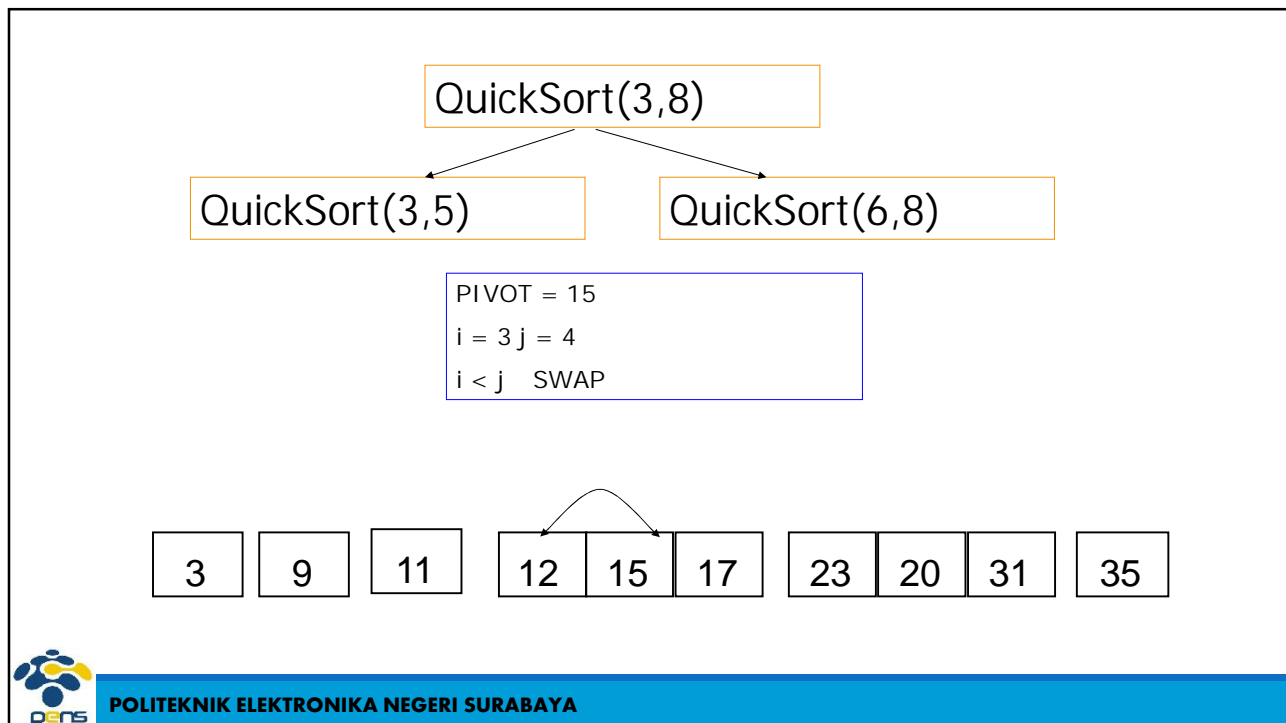 QuickSort(3,8)
QuickSort(3,5) QuickSort(6,8)
PIVOT = 15
i = 3 j = 4
i < j SWAP
3 9 11 12 15 17 23 20 31 35
pens
POLITEKNIK ELEKTRONIKA NEGERI SURABAYA